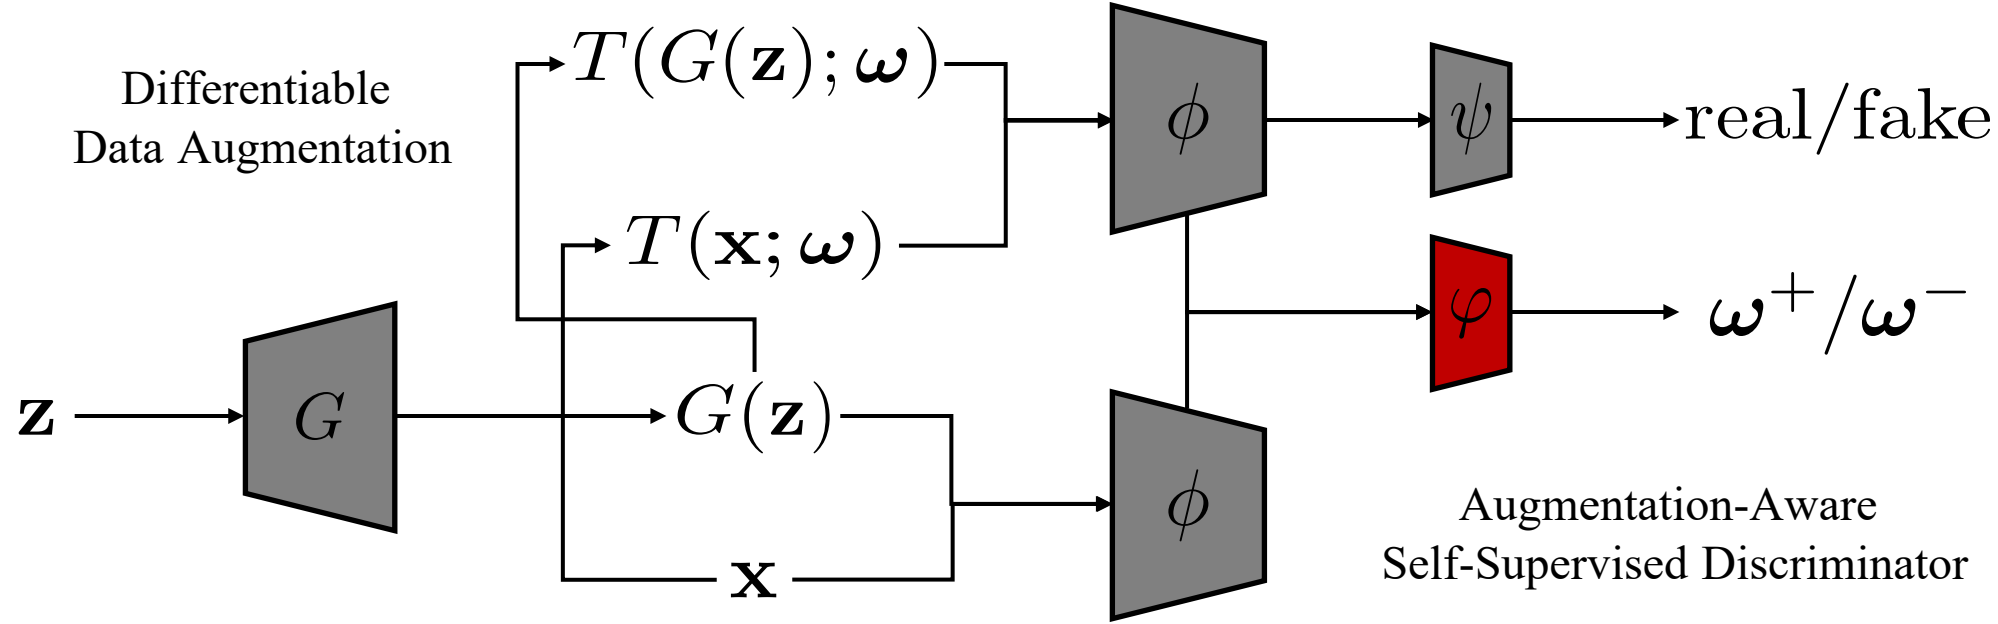 Differentiable
Data Augmentation
T(G(𝐳); 𝝎)
T(𝐱; 𝝎)
𝐳
G
G(𝐳)
𝐱
ϕ
ψ
real/fake
φ
𝝎⁺/𝝎⁻
ϕ
Augmentation-Aware
Self-Supervised Discriminator